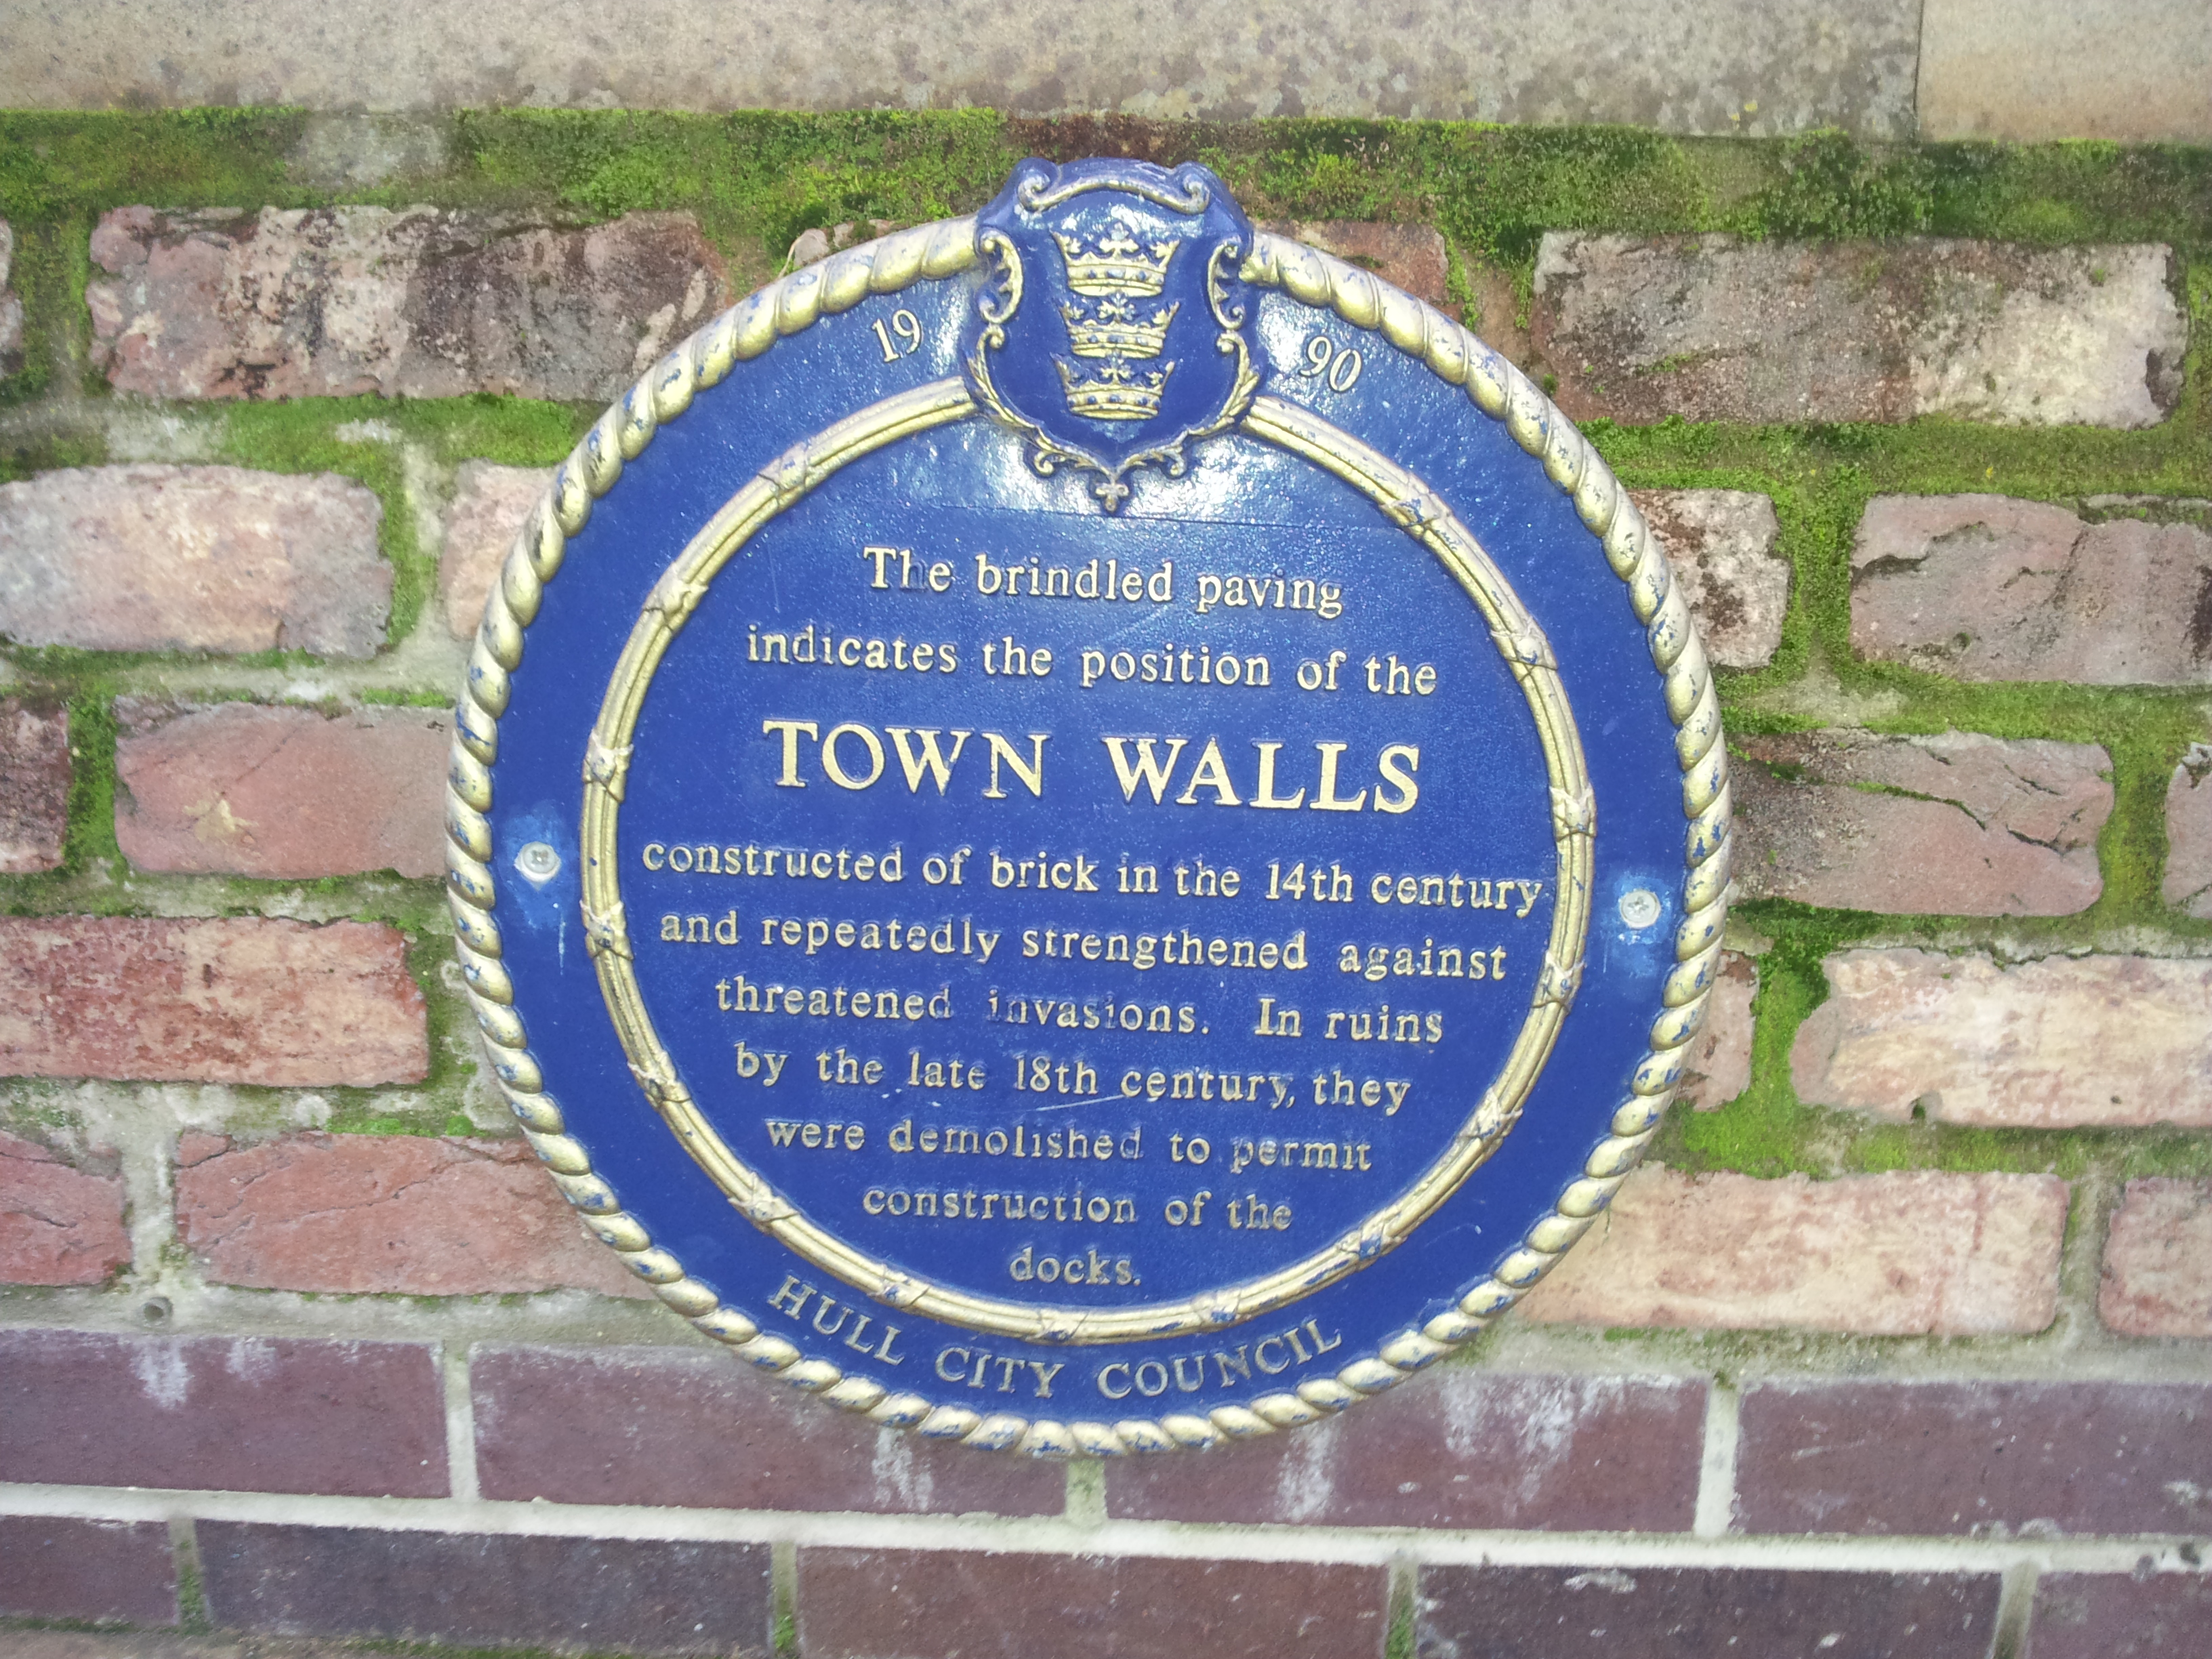 19 90
The brindled paving
indicates the position of the
TOWN WALLS
constructed of brick in the 14th century
and repeatedly strengthened against
threatened invasions. In ruins
by the late 18th century, they
were demolished to permit
construction of the
docks.
HULL CITY COUNCIL